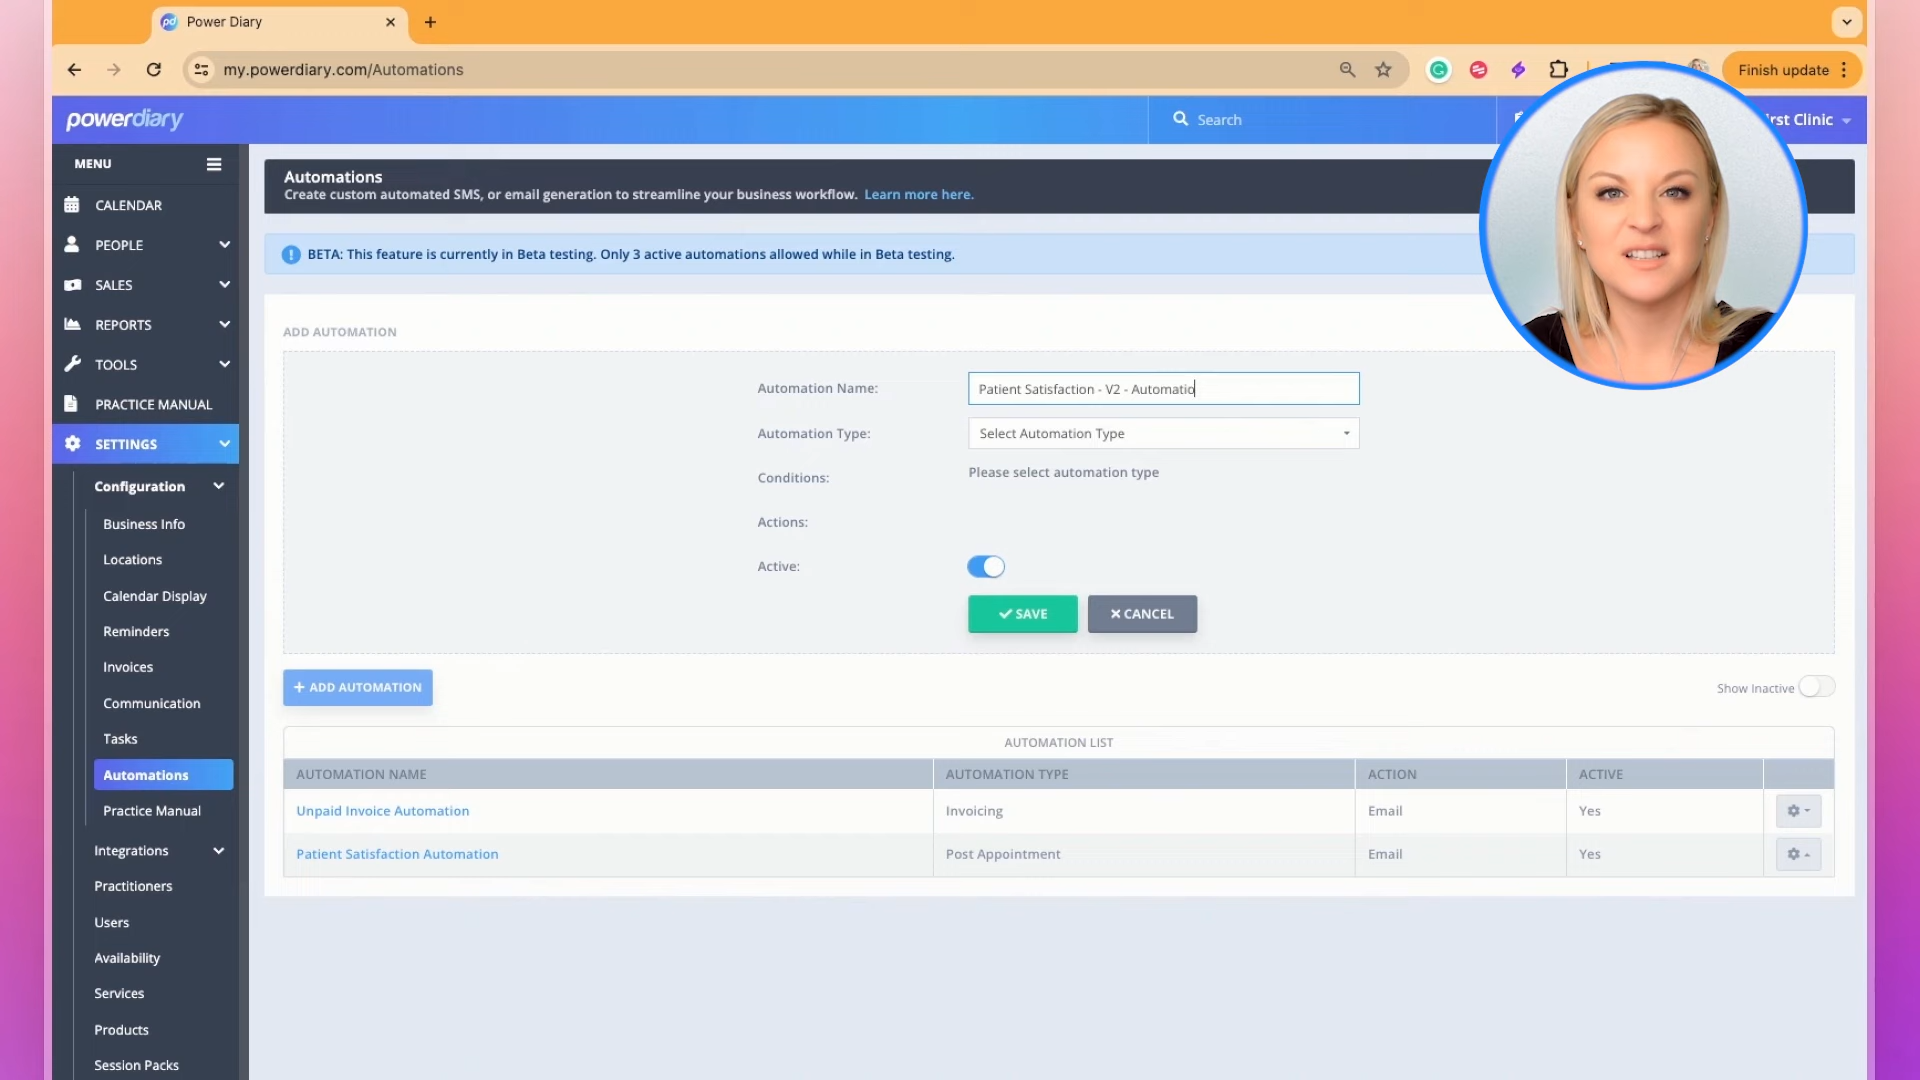 Power Diary
my.powerdiary.com/Automations
Finish update
powerdiary
Search
rst Clinic
MENU
CALENDAR
PEOPLE
SALES
REPORTS
TOOLS
PRACTICE MANUAL
SETTINGS
Configuration
Business Info
Locations
Calendar Display
Reminders
Invoices
Communication
Tasks
Automations
Practice Manual
Integrations
Practitioners
Users
Availability
Services
Products
Session Packs
Automations
Create custom automated SMS, or email generation to streamline your business workflow. Learn more here.
BETA: This feature is currently in Beta testing. Only 3 active automations allowed while in Beta testing.
ADD AUTOMATION
Automation Name: Patient Satisfaction - V2 - Automatio
Automation Type: Select Automation Type
Conditions: Please select automation type
Actions:
Active:
SAVE CANCEL
+ ADD AUTOMATION
Show Inactive
AUTOMATION LIST
AUTOMATION NAME AUTOMATION TYPE ACTION ACTIVE
Unpaid Invoice Automation Invoicing Email Yes
Patient Satisfaction Automation Post Appointment Email Yes